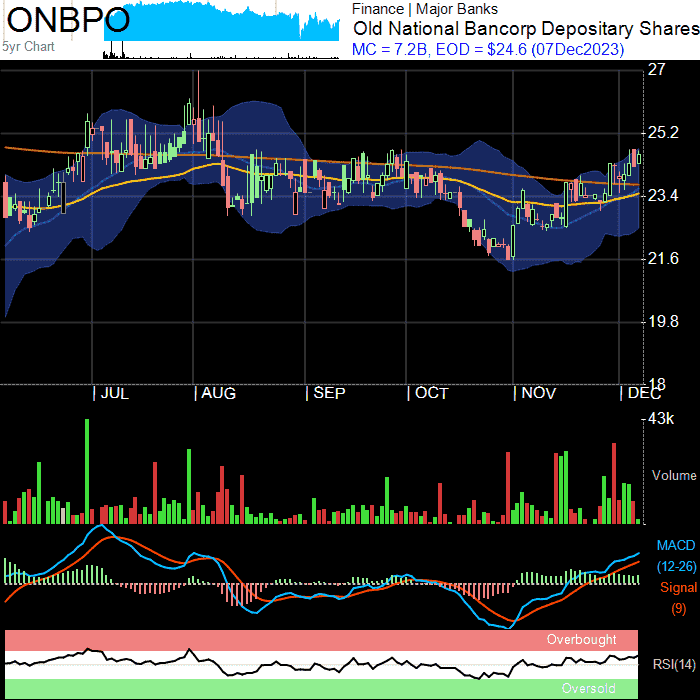 ONBPO
5yr Chart
Finance | Major Banks
Old National Bancorp Depositary Shares
MC = 7.2B, EOD = $24.6 (07Dec2023)
27
25.2
23.4
21.6
19.8
18
JUL AUG SEP OCT NOV DEC
43k
Volume
MACD
(12-26)
Signal
(9)
Overbought
RSI(14)
Oversold